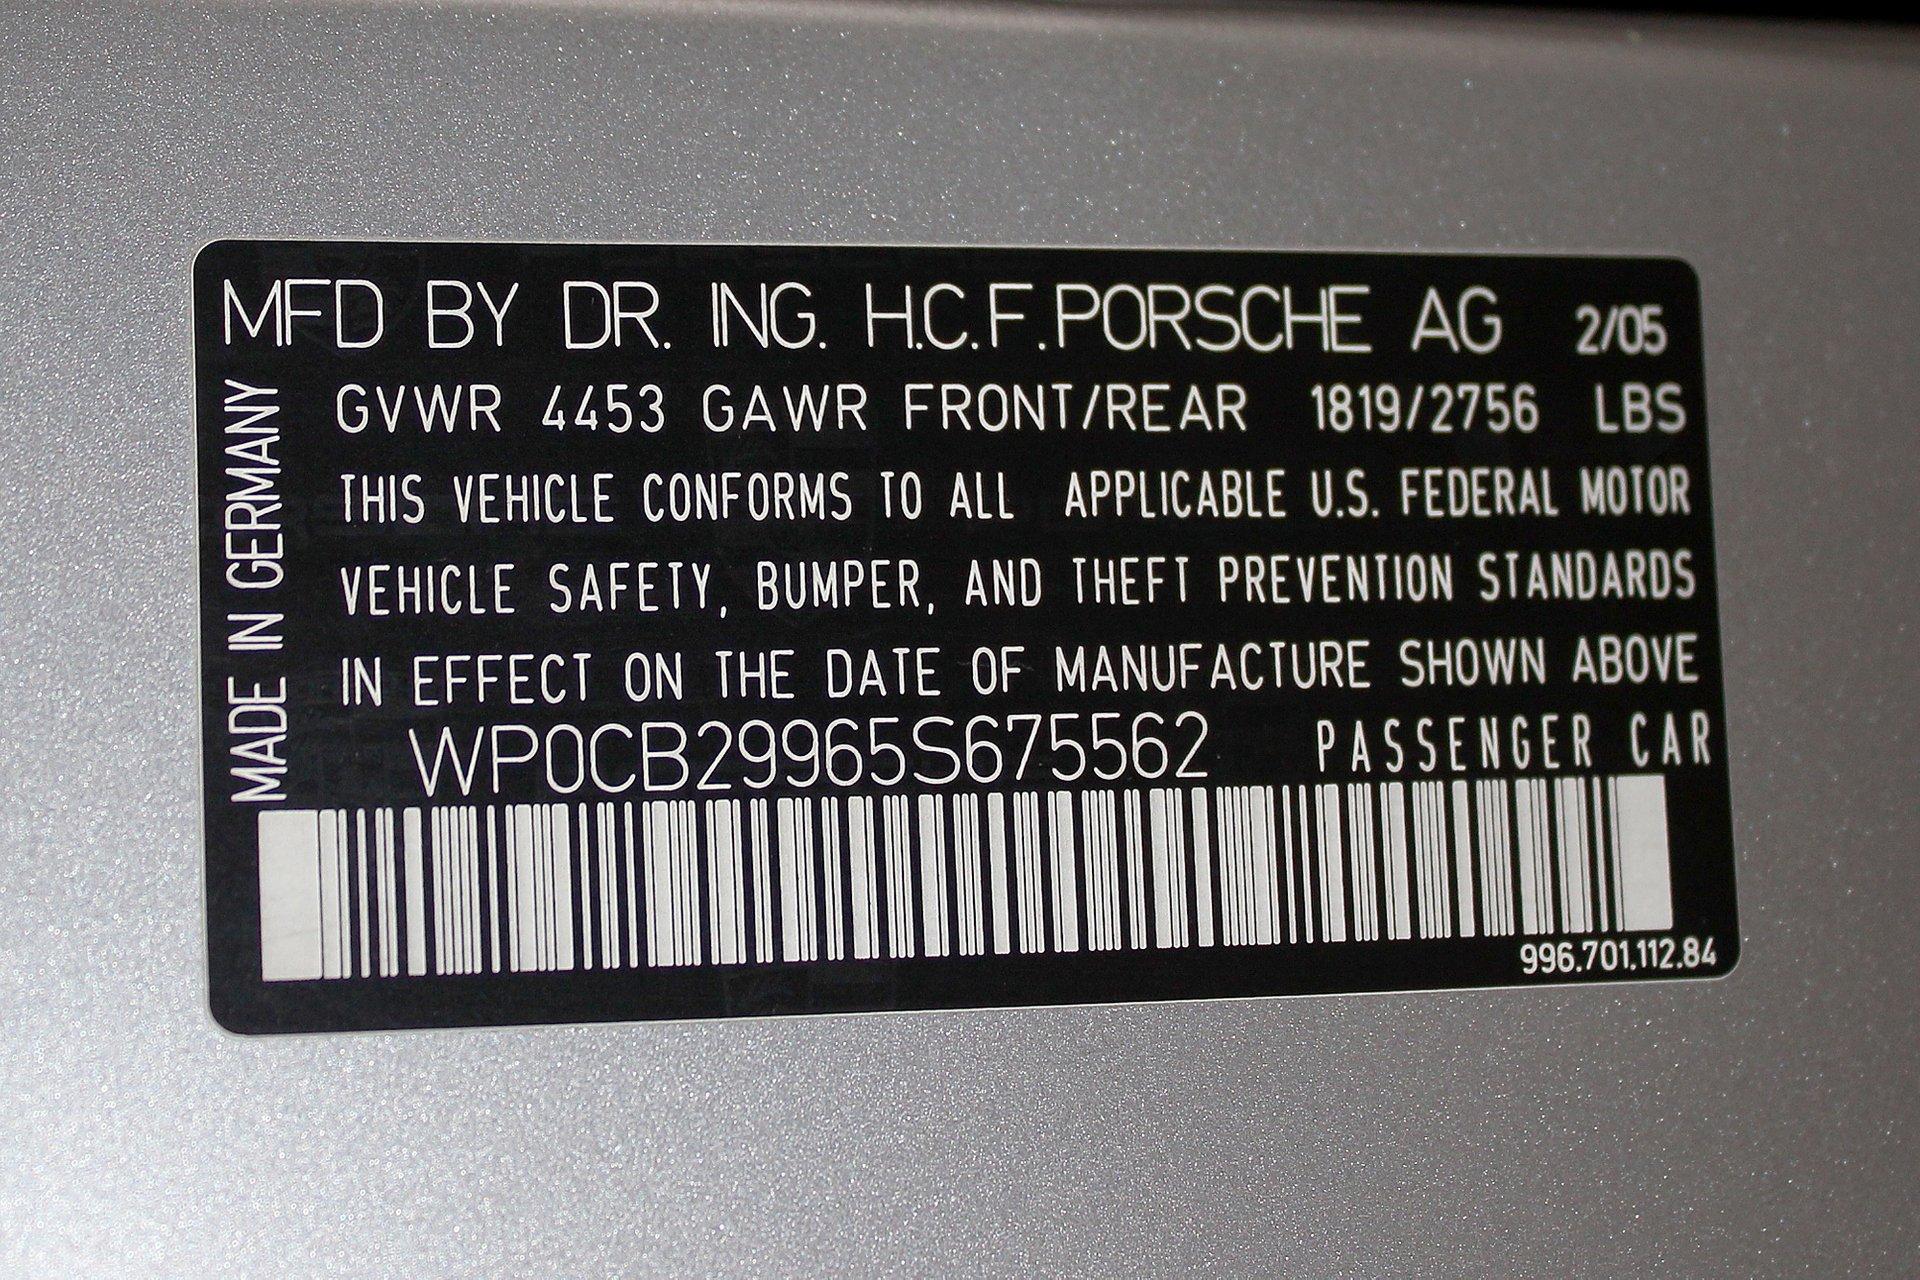 MFD BY DR. ING. H.C.F.PORSCHE AG 2/05
GVWR 4453 GAWR FRONT/REAR 1819/2756 LBS
THIS VEHICLE CONFORMS TO ALL APPLICABLE U.S. FEDERAL MOTOR
VEHICLE SAFETY, BUMPER, AND THEFT PREVENTION STANDARDS
IN EFFECT ON THE DATE OF MANUFACTURE SHOWN ABOVE
WP0CB29965S675562 PASSENGER CAR
996.701.112.84
MADE IN GERMANY